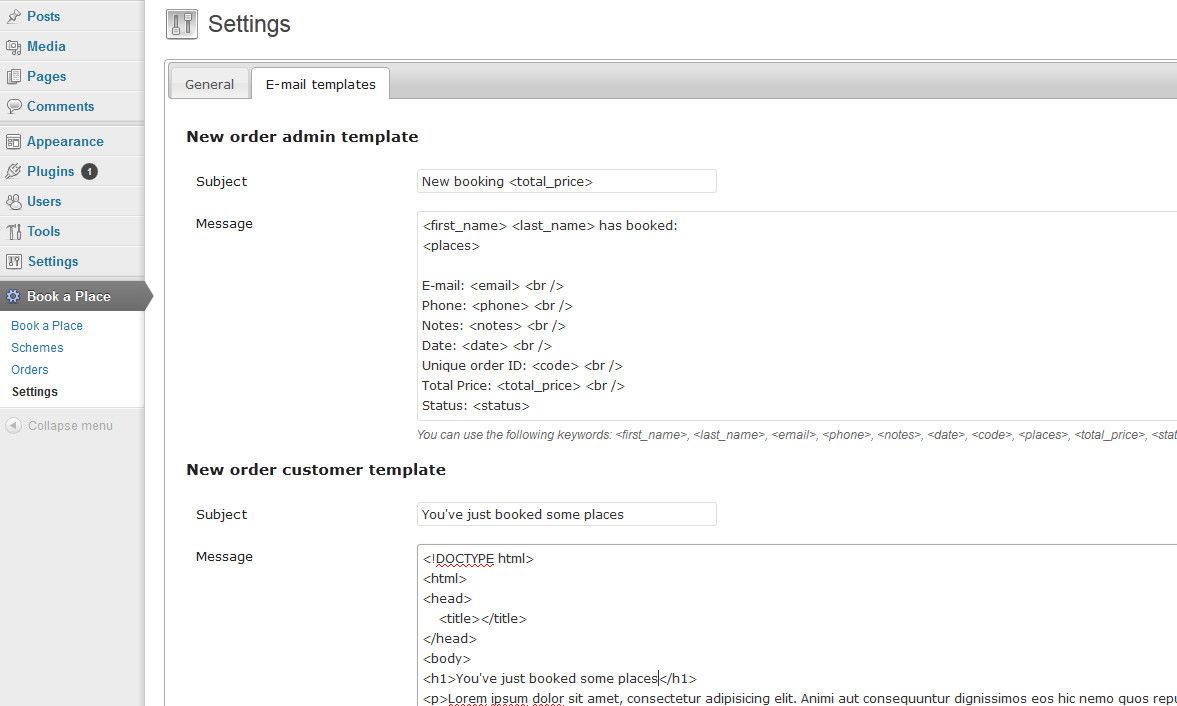 Posts
Media
Pages
Comments
Appearance
Plugins 1
Users
Tools
Settings
Book a Place
Book a Place
Schemes
Orders
Settings
Collapse menu
Settings
General
E-mail templates
New order admin template
Subject
New booking <total_price>
Message
<first_name> <last_name> has booked:
<places>
E-mail: <email> <br />
Phone: <phone> <br />
Notes: <notes> <br />
Date: <date> <br />
Unique order ID: <code> <br />
Total Price: <total_price> <br />
Status: <status>
You can use the following keywords: <first_name>, <last_name>, <email>, <phone>, <notes>, <date>, <code>, <places>, <total_price>, <stat
New order customer template
Subject
You've just booked some places
Message
<!DOCTYPE html>
<html>
<head>
<title></title>
</head>
<body>
<h1>You've just booked some places</h1>
<p>Lorem ipsum dolor sit amet, consectetur adipisicing elit. Animi aut consequuntur dignissimos eos hic nemo quos repu